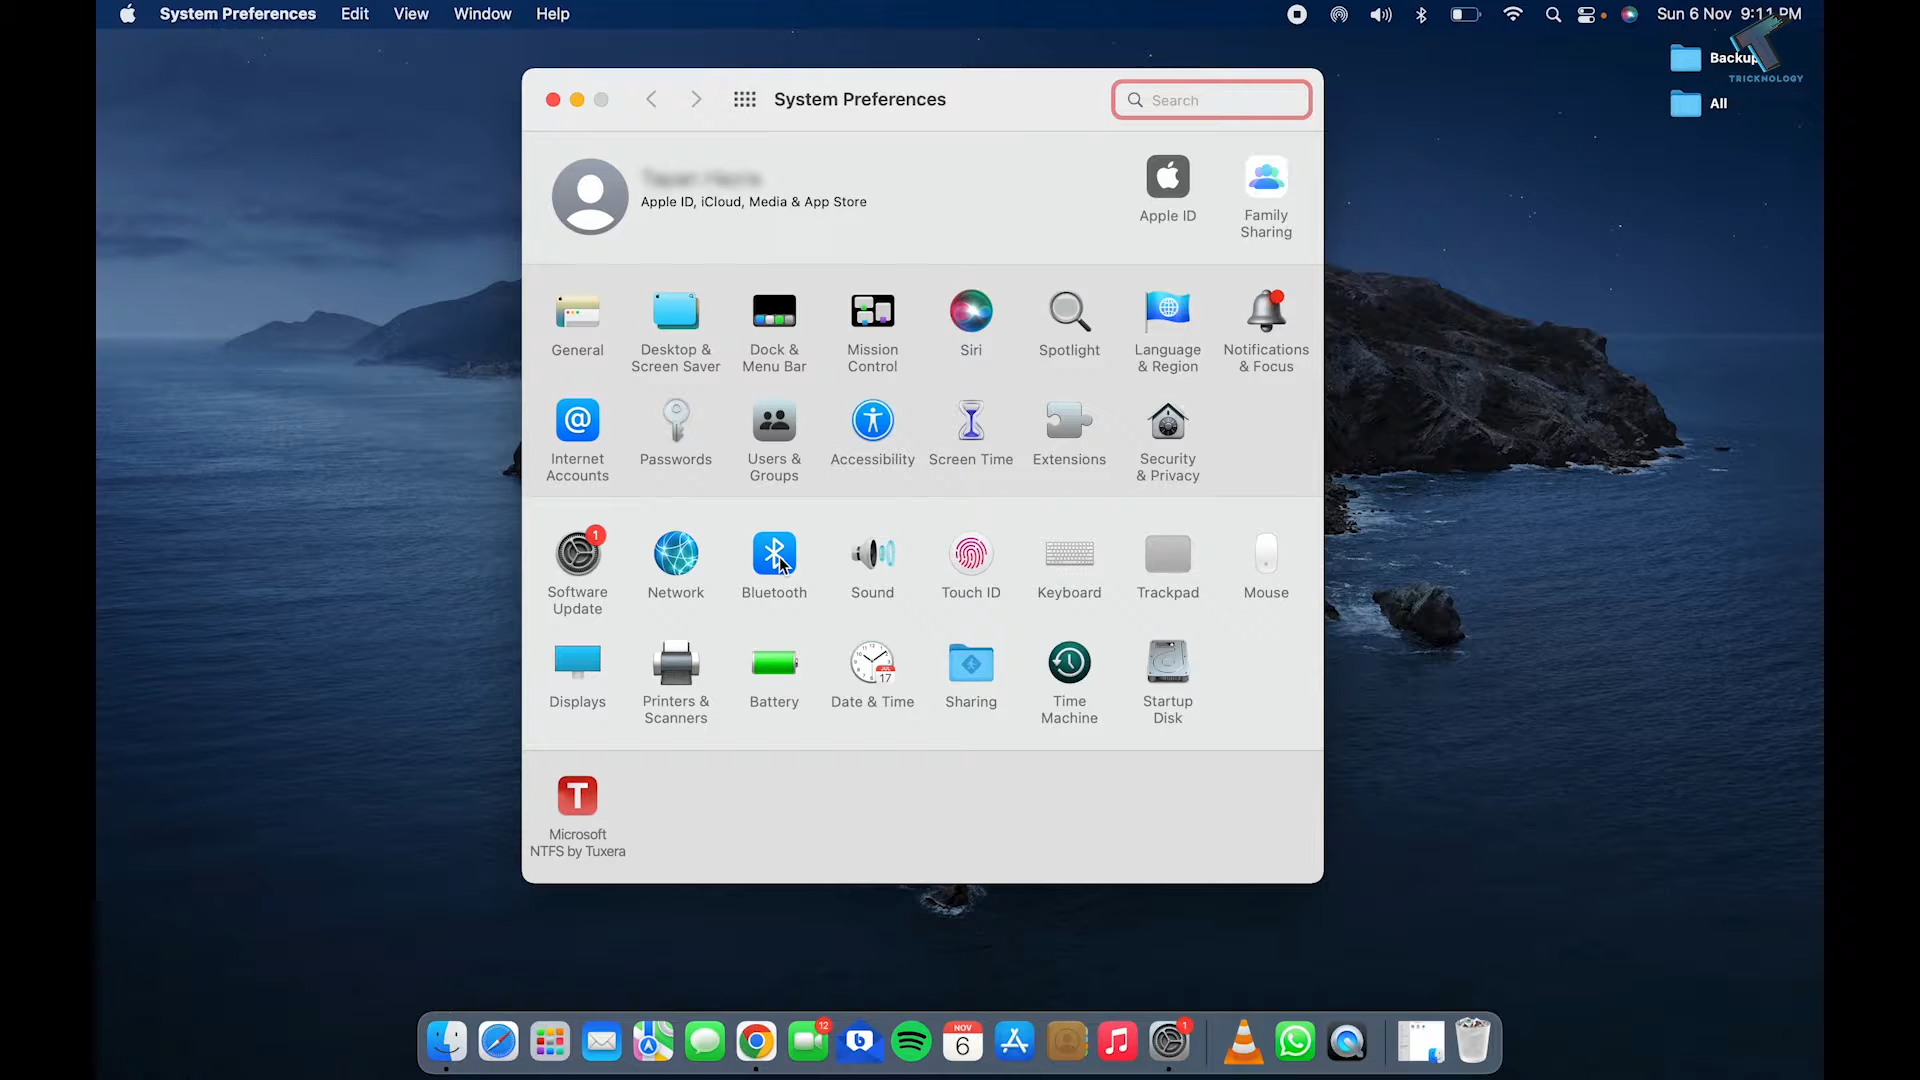 System Preferences Edit View Window Help Sun 6 Nov 9:11 PM
Backup
TRICKNOLOGY
All
System Preferences
Search
Apple ID, iCloud, Media & App Store
Apple ID
Family
Sharing
General
Desktop &
Screen Saver
Dock &
Menu Bar
Mission
Control
Siri
Spotlight
Language
& Region
Notifications
& Focus
Internet
Accounts
Passwords
Users &
Groups
Accessibility
Screen Time
Extensions
Security
& Privacy
1
Software
Update
Network
Bluetooth
Sound
Touch ID
Keyboard
Trackpad
Mouse
Displays
Printers &
Scanners
Battery
JUL
17
Date & Time
Sharing
Time
Machine
Startup
Disk
T
Microsoft
NTFS by Tuxera
12
NOV
6
1